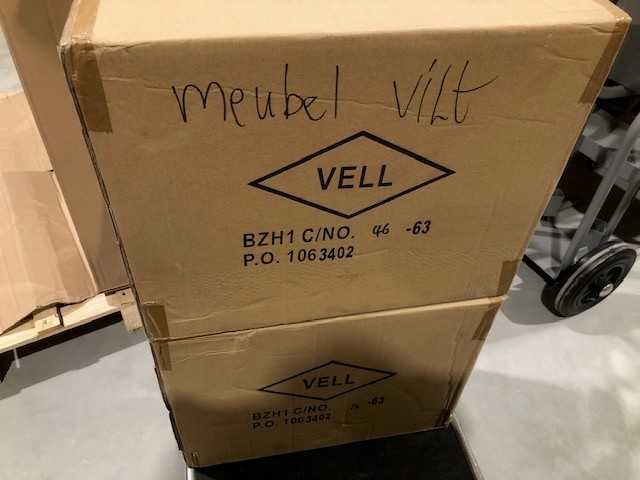 meubel vilt
VELL
BZH1 C/NO. 46 -63
P.O. 1063402
VELL
BZH1 C/NO. -63
P.O. 1063402